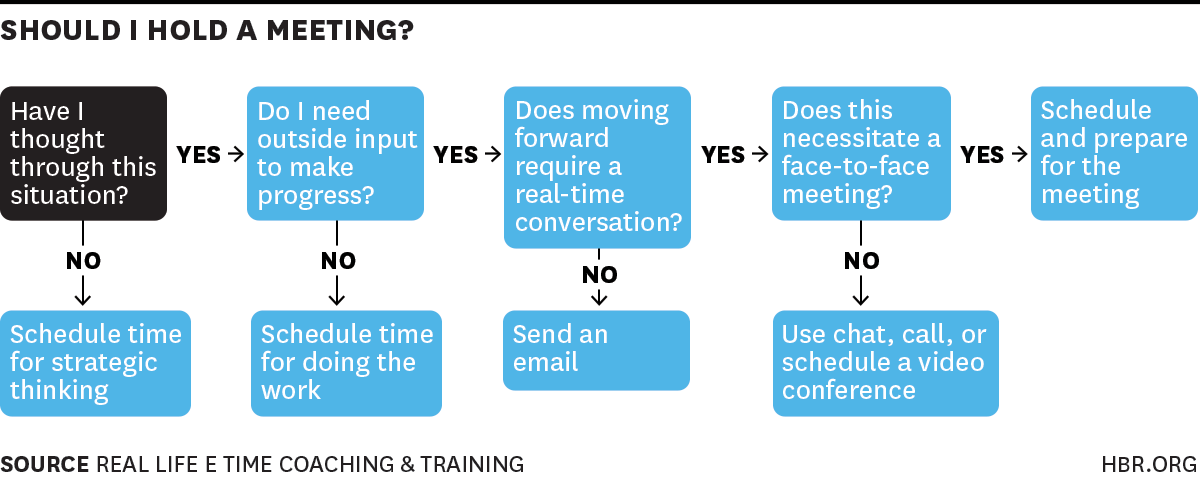 SHOULD I HOLD A MEETING?
Have I
thought
through this
situation?
YES →
Do I need
outside input
to make
progress?
YES →
Does moving
forward
require a
real-time
conversation?
YES →
Does this
necessitate a
face-to-face
meeting?
YES →
Schedule
and prepare
for the
meeting
NO
NO
NO
NO
Schedule time
for strategic
thinking
Schedule time
for doing the
work
Send an
email
Use chat, call, or
schedule a video
conference
SOURCE REAL LIFE E TIME COACHING & TRAINING
HBR.ORG